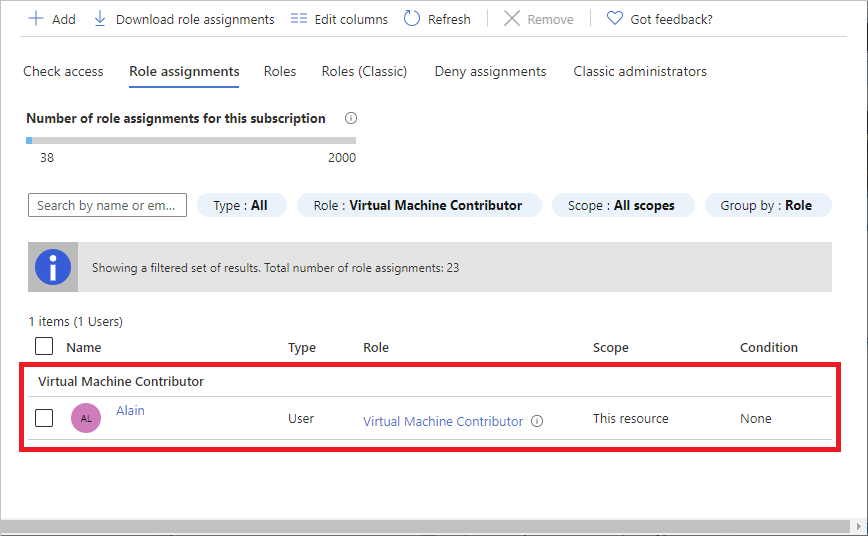 Add Download role assignments Edit columns Refresh Remove Got feedback?
Check access Role assignments Roles Roles (Classic) Deny assignments Classic administrators
Number of role assignments for this subscription
38 2000
Search by name or em... Type : All Role : Virtual Machine Contributor Scope : All scopes Group by : Role
Showing a filtered set of results. Total number of role assignments: 23
1 items (1 Users)
Name Type Role Scope Condition
Virtual Machine Contributor
AL Alain User Virtual Machine Contributor This resource None